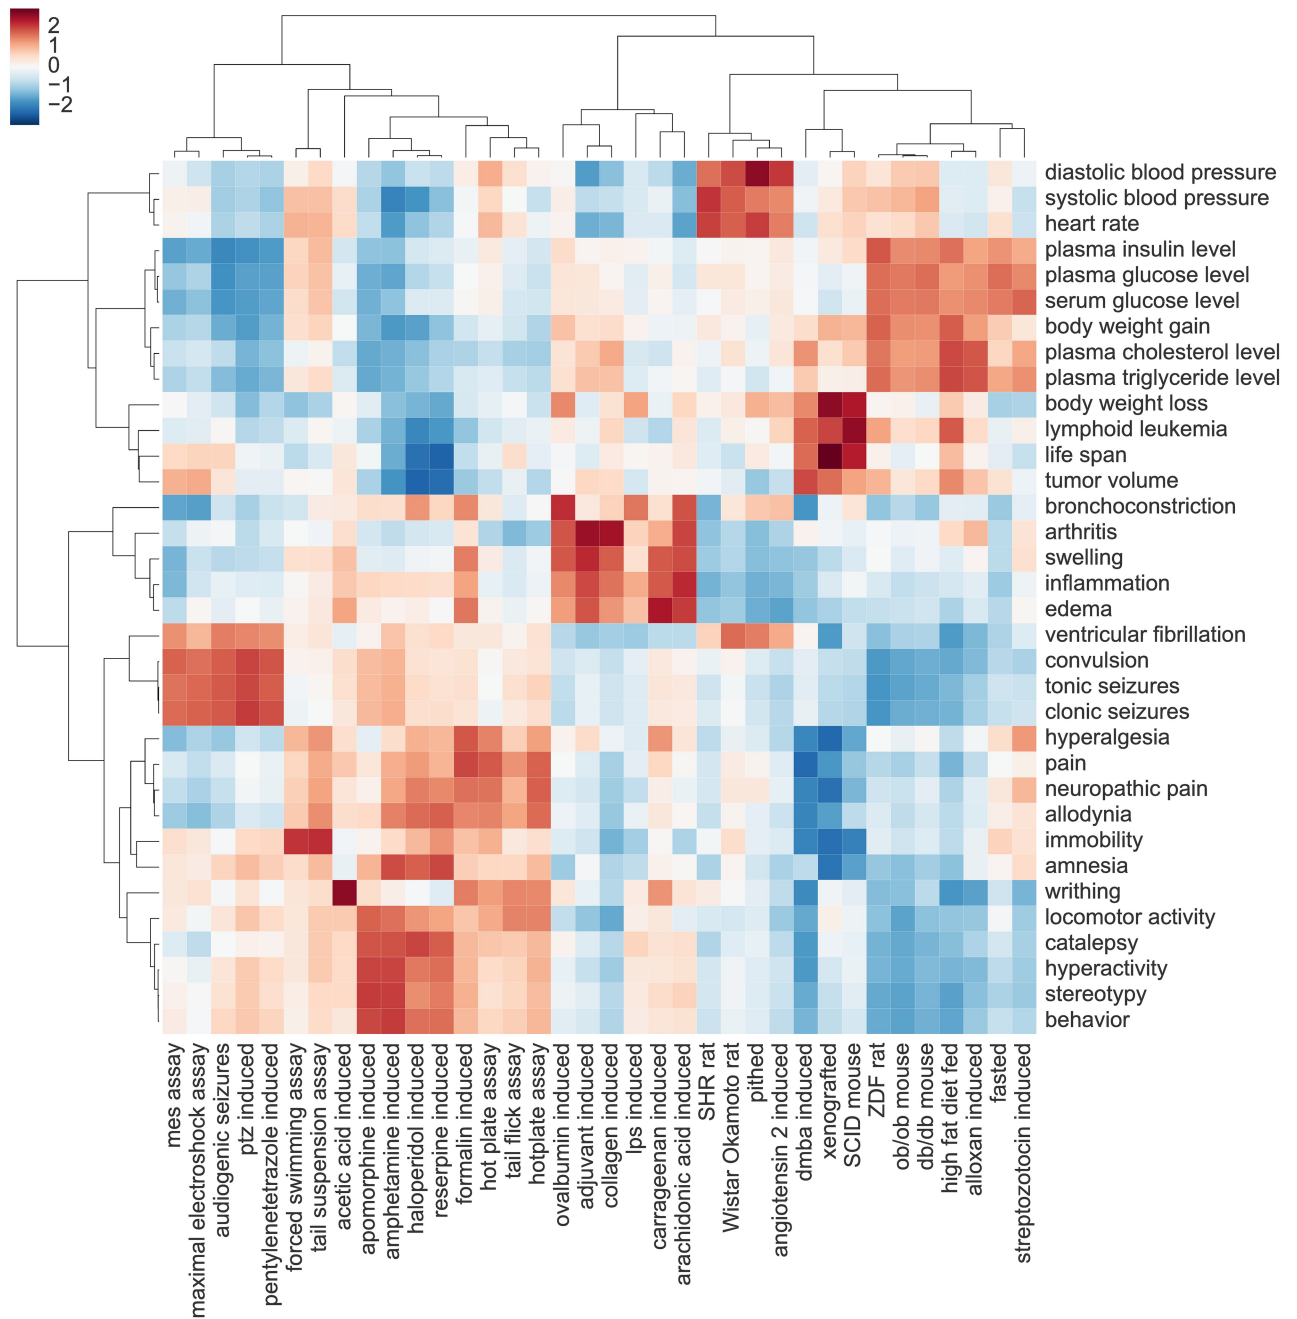 2
1
0
−1
−2
diastolic blood pressure
systolic blood pressure
heart rate
plasma insulin level
plasma glucose level
serum glucose level
body weight gain
plasma cholesterol level
plasma triglyceride level
body weight loss
lymphoid leukemia
life span
tumor volume
bronchoconstriction
arthritis
swelling
inflammation
edema
ventricular fibrillation
convulsion
tonic seizures
clonic seizures
hyperalgesia
pain
neuropathic pain
allodynia
immobility
amnesia
writhing
locomotor activity
catalepsy
hyperactivity
stereotypy
behavior
mes assay
maximal electroshock assay
audiogenic seizures
ptz induced
pentylenetetrazole induced
forced swimming assay
tail suspension assay
acetic acid induced
apomorphine induced
amphetamine induced
haloperidol induced
reserpine induced
formalin induced
hot plate assay
tail flick assay
hotplate assay
ovalbumin induced
adjuvant induced
collagen induced
lps induced
carrageenan induced
arachidonic acid induced
SHR rat
Wistar Okamoto rat
pithed
angiotensin 2 induced
dmba induced
xenografted
SCID mouse
ZDF rat
ob/ob mouse
db/db mouse
high fat diet fed
alloxan induced
fasted
streptozotocin induced